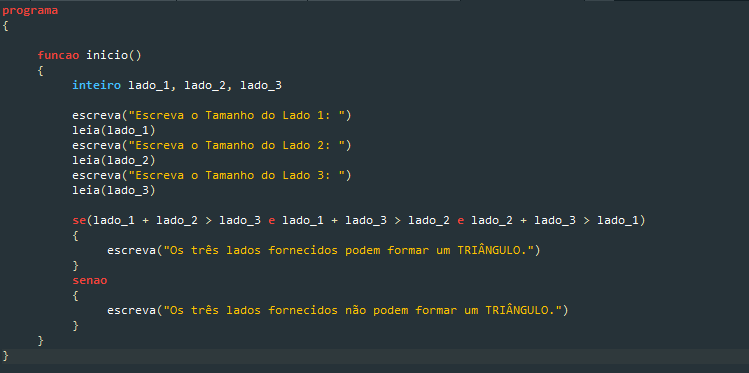 programa
{
funcao inicio()
{
inteiro lado_1, lado_2, lado_3
escreva("Escreva o Tamanho do Lado 1: ")
leia(lado_1)
escreva("Escreva o Tamanho do Lado 2: ")
leia(lado_2)
escreva("Escreva o Tamanho do Lado 3: ")
leia(lado_3)
se(lado_1 + lado_2 > lado_3 e lado_1 + lado_3 > lado_2 e lado_2 + lado_3 > lado_1)
{
escreva("Os três lados fornecidos podem formar um TRIÂNGULO.")
}
senao
{
escreva("Os três lados fornecidos não podem formar um TRIÂNGULO.")
}
}
}